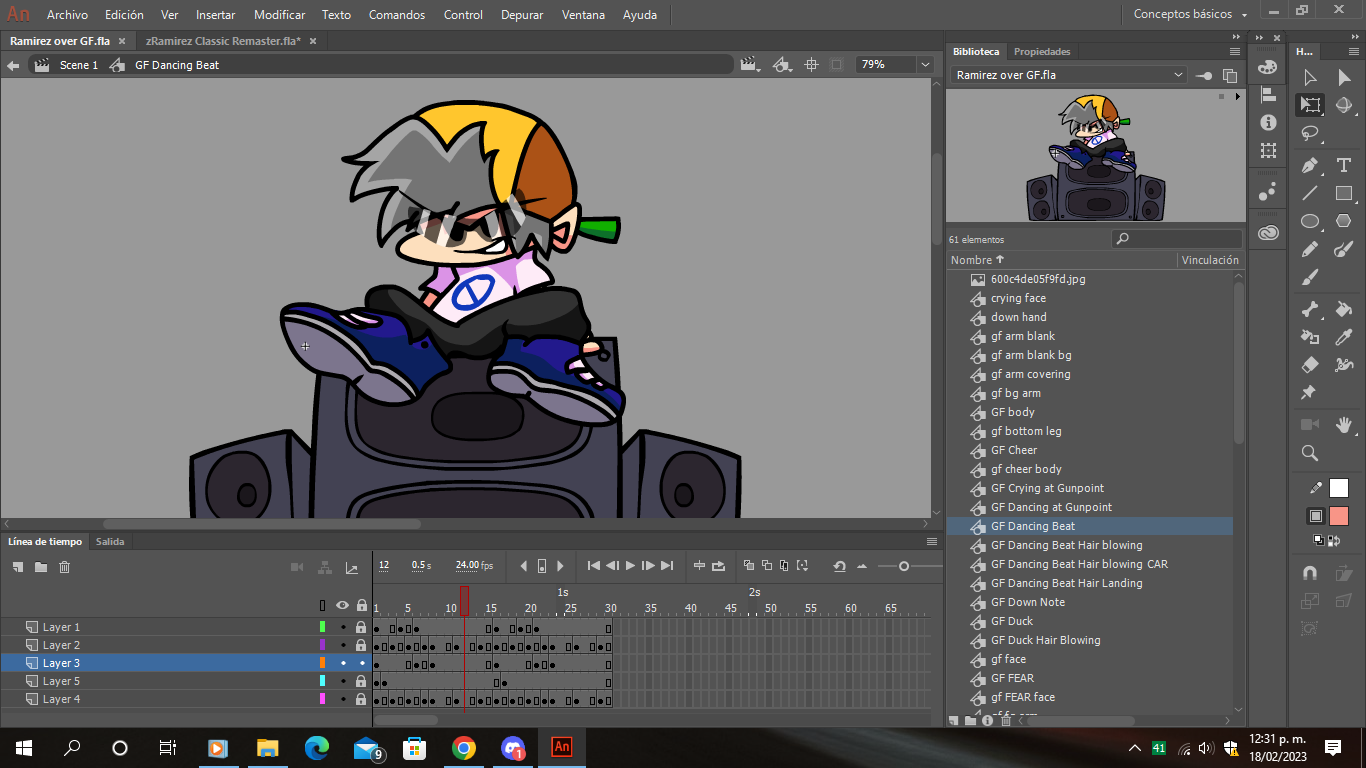 An Archivo Edición Ver Insertar Modificar Texto Comandos Control Depurar Ventana Ayuda Conceptos básicos
Ramirez over GF.fla × zRamirez Classic Remaster.fla* ×
Scene 1 GF Dancing Beat 79%
Biblioteca Propiedades
Ramirez over GF.fla
61 elementos
Nombre Vinculación
600c4de05f9fd.jpg
crying face
down hand
gf arm blank
gf arm blank bg
gf arm covering
gf bg arm
GF body
gf bottom leg
GF Cheer
gf cheer body
GF Crying at Gunpoint
GF Dancing at Gunpoint
GF Dancing Beat
GF Dancing Beat Hair blowing
GF Dancing Beat Hair blowing CAR
GF Dancing Beat Hair Landing
GF Down Note
GF Duck
GF Duck Hair Blowing
gf face
GF FEAR
gf FEAR face
H...
Línea de tiempo Salida
12 0.5 s 24.00 fps
1s 2s
1 5 10 15 20 25 30 35 40 45 50 55 60 65
Layer 1
Layer 2
Layer 3
Layer 5
Layer 4
9 1 An 41 12:31 p. m.
18/02/2023